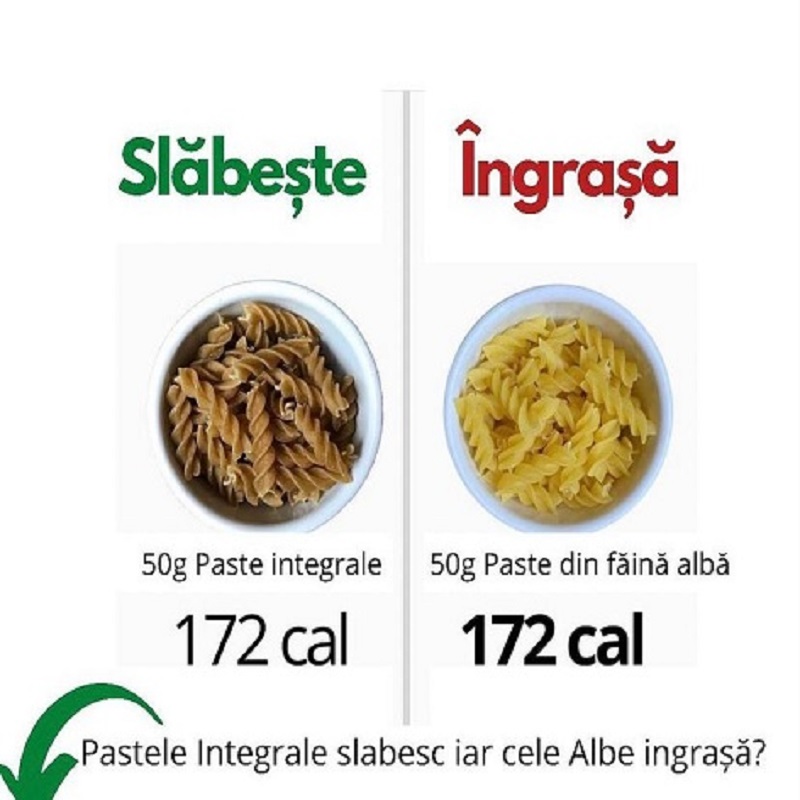 Slăbește
Îngrașă
50g Paste integrale
50g Paste din făină albă
172 cal
172 cal
Pastele Integrale slabesc iar cele Albe ingrașă?